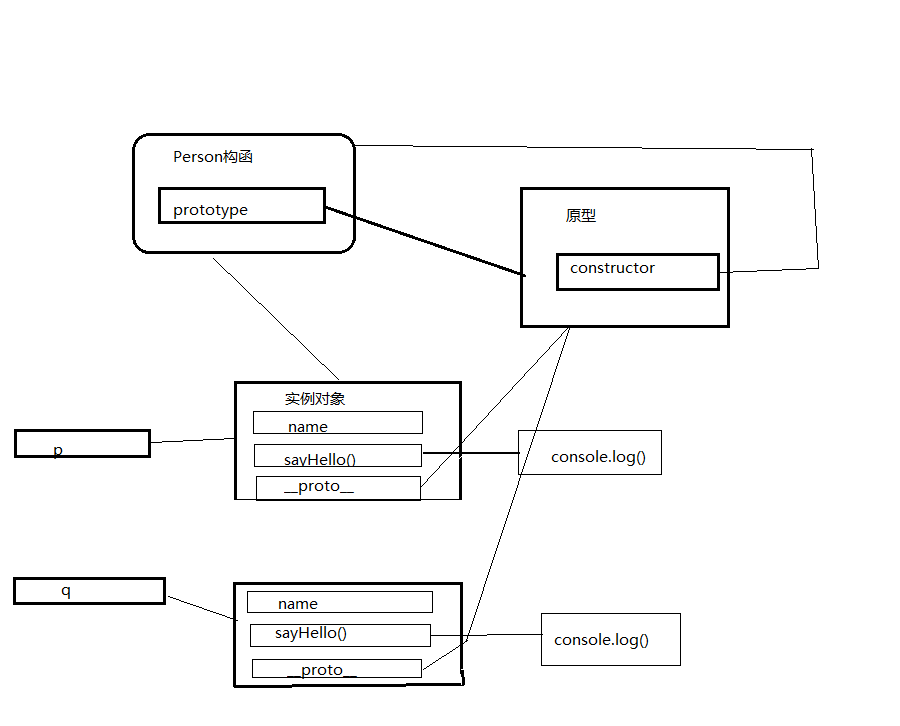 Person构函
prototype
原型
constructor
实例对象
name
p
sayHello()
console.log()
__proto__
q
name
sayHello()
console.log()
__proto__